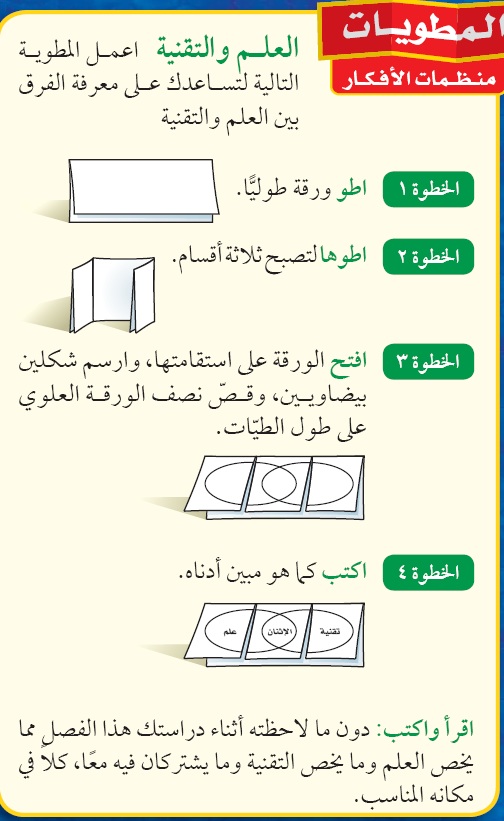 المطويات
منظمات الأفكار
العلم والتقنية اعمل المطوية
التالية لتساعدك على معرفة الفرق
بين العلم والتقنية
الخطوة ١ اطو ورقة طوليًّا.
الخطوة ٢ اطوها لتصبح ثلاثة أقسام.
الخطوة ٣ افتح الورقة على استقامتها، وارسم شكلين
بيضاويين، وقصّ نصف الورقة العلوي
على طول الطيّات.
الخطوة ٤ اكتب كما هو مبين أدناه.
تقنية الإثنان علم
اقرأ واكتب: دون ما لاحظته أثناء دراستك هذا الفصل مما
يخص العلم وما يخص التقنية وما يشتركان فيه معًا، كلاًّ في
مكانه المناسب.